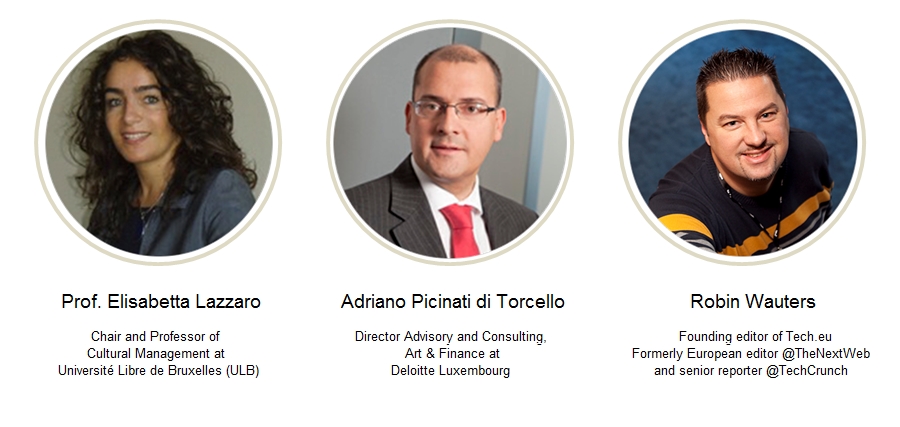 Prof. Elisabetta Lazzaro
Chair and Professor of
Cultural Management at
Université Libre de Bruxelles (ULB)
Adriano Picinati di Torcello
Director Advisory and Consulting,
Art & Finance at
Deloitte Luxembourg
Robin Wauters
Founding editor of Tech.eu
Formerly European editor @TheNextWeb
and senior reporter @TechCrunch